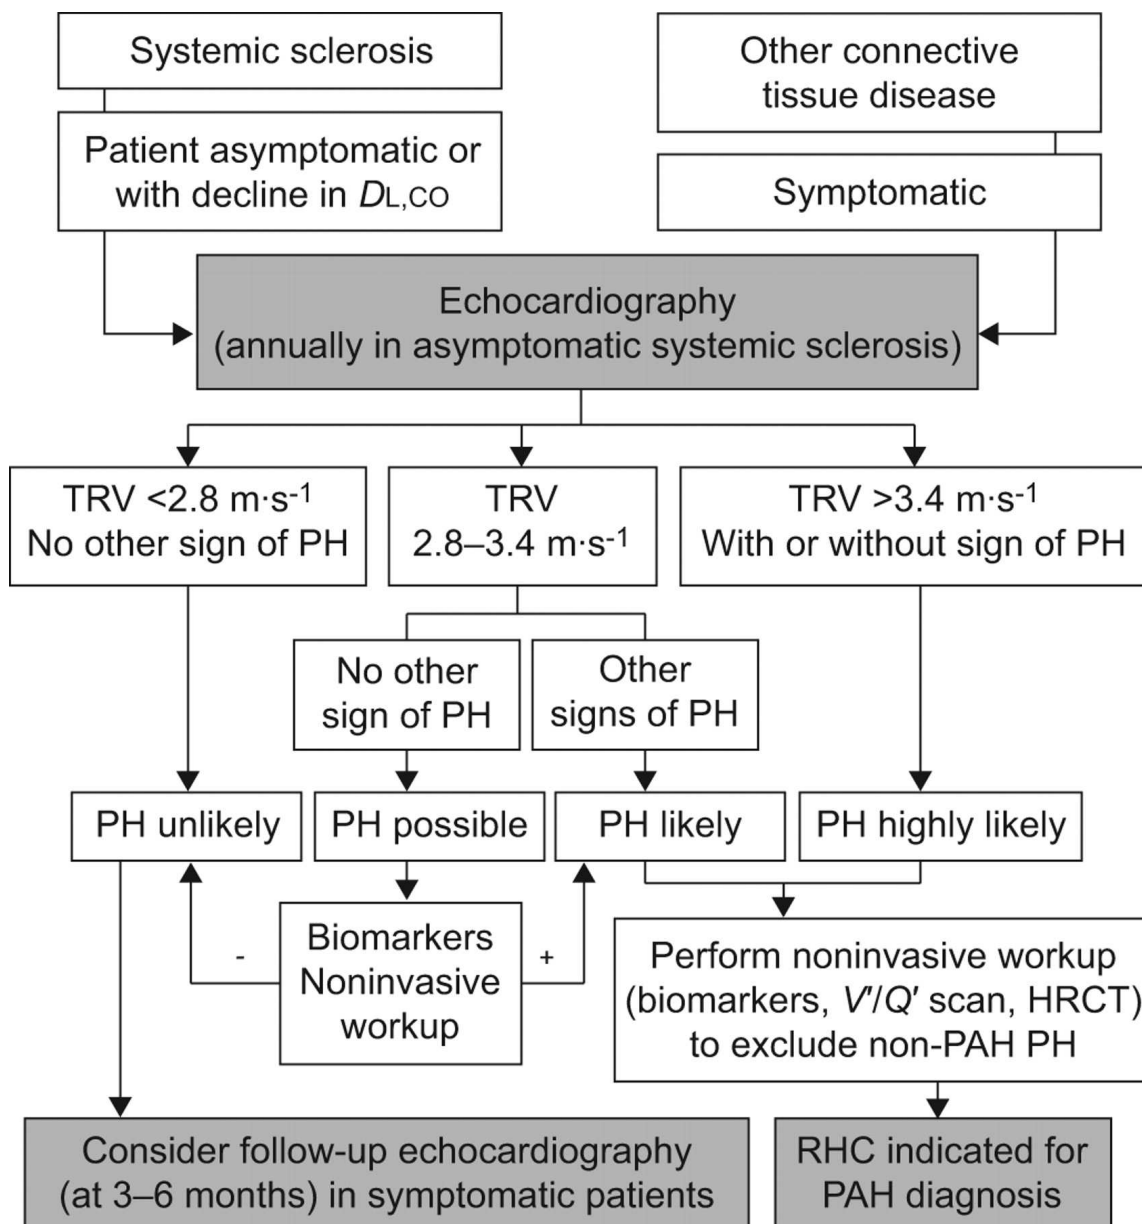 Systemic sclerosis
Other connective
tissue disease
Patient asymptomatic or
with decline in DL,CO
Symptomatic
Echocardiography
(annually in asymptomatic systemic sclerosis)
TRV <2.8 m·s-1
No other sign of PH
TRV
2.8–3.4 m·s-1
TRV >3.4 m·s-1
With or without sign of PH
No other
sign of PH
Other
signs of PH
PH unlikely
PH possible
PH likely
PH highly likely
-
Biomarkers
Noninvasive
workup
+
Perform noninvasive workup
(biomarkers, V'/Q' scan, HRCT)
to exclude non-PAH PH
Consider follow-up echocardiography
(at 3–6 months) in symptomatic patients
RHC indicated for
PAH diagnosis